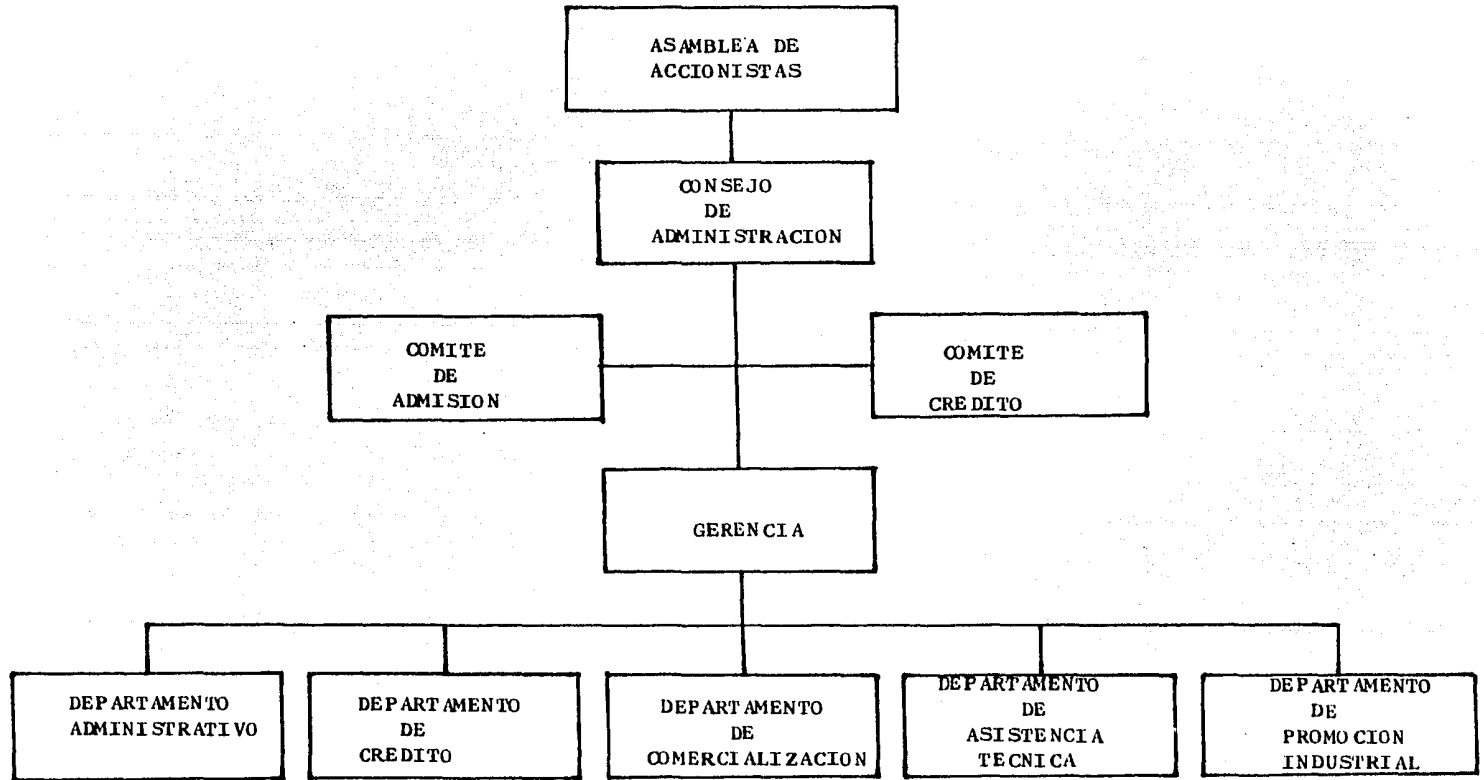 ASAMBLEA DE
ACCIONISTAS
CONSEJO
DE
ADMINISTRACION
COMITE
DE
ADMISION
COMITE
DE
CREDITO
GERENCIA
DEPARTAMENTO
ADMINISTRATIVO
DEPARTAMENTO
DE
CREDITO
DEPARTAMENTO
DE
COMERCIALIZACION
DEPARTAMENTO
DE
ASISTENCIA
TECNICA
DEPARTAMENTO
DE
PROMOCION
INDUSTRIAL